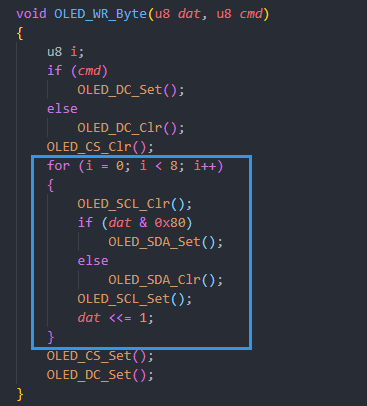 void OLED_WR_Byte(u8 dat, u8 cmd)
{
    u8 i;
    if (cmd)
        OLED_DC_Set();
    else
        OLED_DC_Clr();
    OLED_CS_Clr();
    for (i = 0; i < 8; i++)
    {
        OLED_SCL_Clr();
        if (dat & 0x80)
            OLED_SDA_Set();
        else
            OLED_SDA_Clr();
        OLED_SCL_Set();
        dat <<= 1;
    }
    OLED_CS_Set();
    OLED_DC_Set();
}